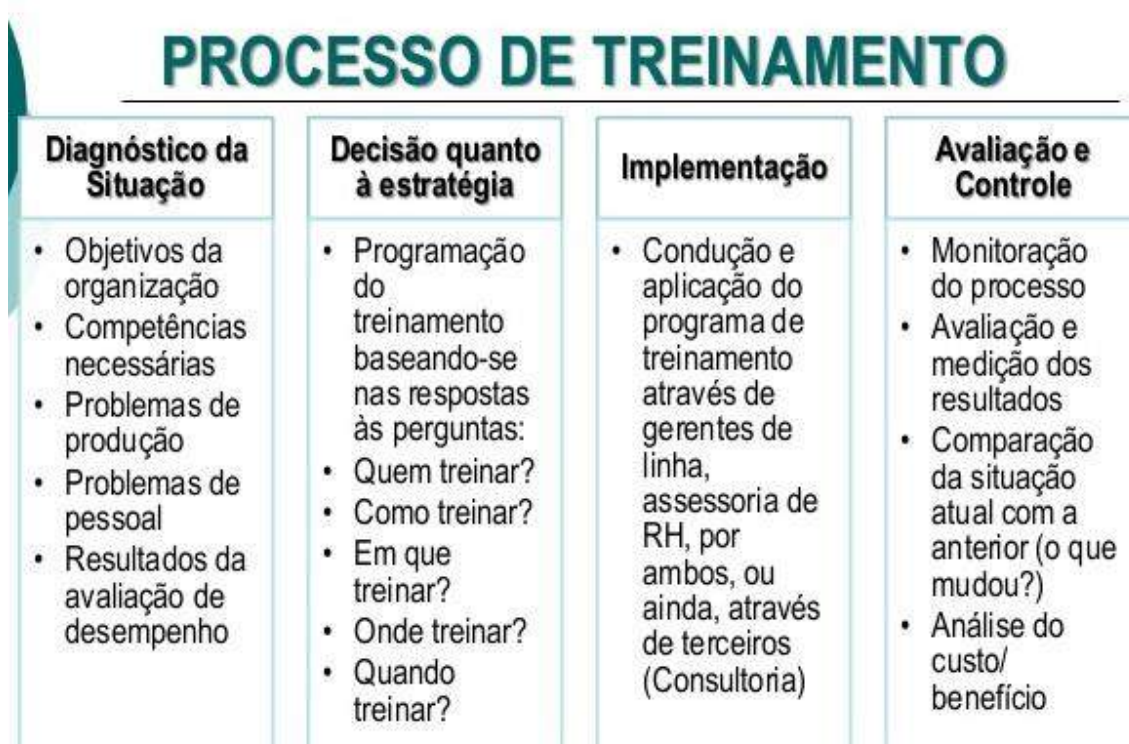 PROCESSO DE TREINAMENTO
Diagnóstico da
Situação
• Objetivos da
organização
• Competências
necessárias
• Problemas de
produção
• Problemas de
pessoal
• Resultados da
avaliação de
desempenho
Decisão quanto
à estratégia
• Programação
do
treinamento
baseando-se
nas respostas
às perguntas:
• Quem treinar?
• Como treinar?
• Em que
treinar?
• Onde treinar?
• Quando
treinar?
Implementação
• Condução e
aplicação do
programa de
treinamento
através de
gerentes de
linha,
assessoria de
RH, por
ambos, ou
ainda, através
de terceiros
(Consultoria)
Avaliação e
Controle
• Monitoração
do processo
• Avaliação e
medição dos
resultados
• Comparação
da situação
atual com a
anterior (o que
mudou?)
• Análise do
custo/
benefício